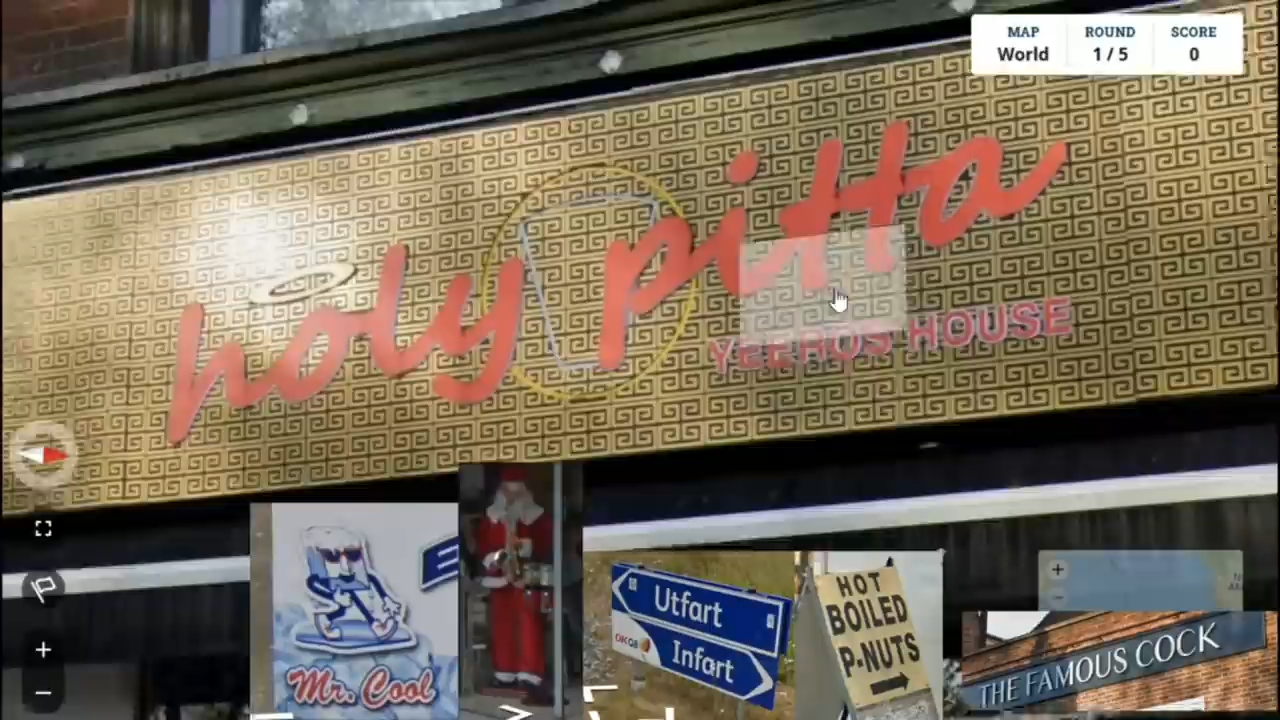 MAP
World
ROUND
1 / 5
SCORE
0
holy pitta
YEEROS HOUSE
Mr. Cool
Utfart
OKQ8
Infart
HOT
BOILED
P-NUTS
THE FAMOUS COCK